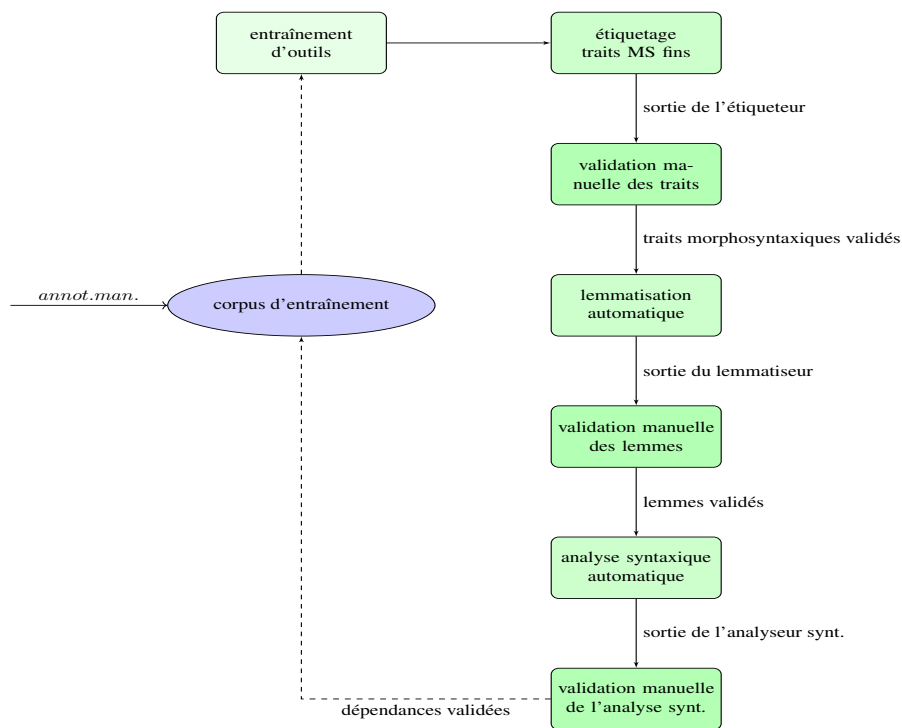 entraînement
d'outils
étiquetage
traits MS fins
sortie de l'étiqueteur
validation ma-
nuelle des traits
traits morphosyntaxiques validés
annot.man.
corpus d'entraînement
lemmatisation
automatique
sortie du lemmatiseur
validation manuelle
des lemmes
lemmes validés
analyse syntaxique
automatique
sortie de l'analyseur synt.
validation manuelle
de l'analyse synt.
dépendances validées